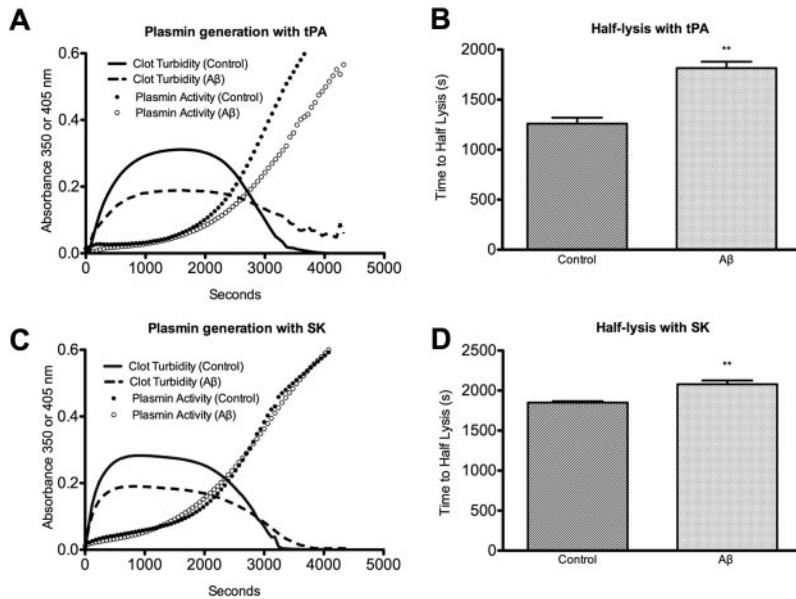 A
Plasmin generation with tPA
Clot Turbidity (Control)
Clot Turbidity (Aβ)
Plasmin Activity (Control)
Plasmin Activity (Aβ)
Absorbance 350 or 405 nm
0.6
0.4
0.2
0.0
0 1000 2000 3000 4000 5000
Seconds
B
Half-lysis with tPA
**
Time to Half Lysis (s)
2000
1500
1000
500
0
Control Aβ
C
Plasmin generation with SK
Clot Turbidity (Control)
Clot Turbidity (Aβ)
Plasmin Activity (Control)
Plasmin Activity (Aβ)
Absorbance 350 or 405 nm
0.6
0.4
0.2
0.0
0 1000 2000 3000 4000 5000
Seconds
D
Half-lysis with SK
**
Time to Half Lysis (s)
2500
2000
1500
1000
500
0
Control Aβ